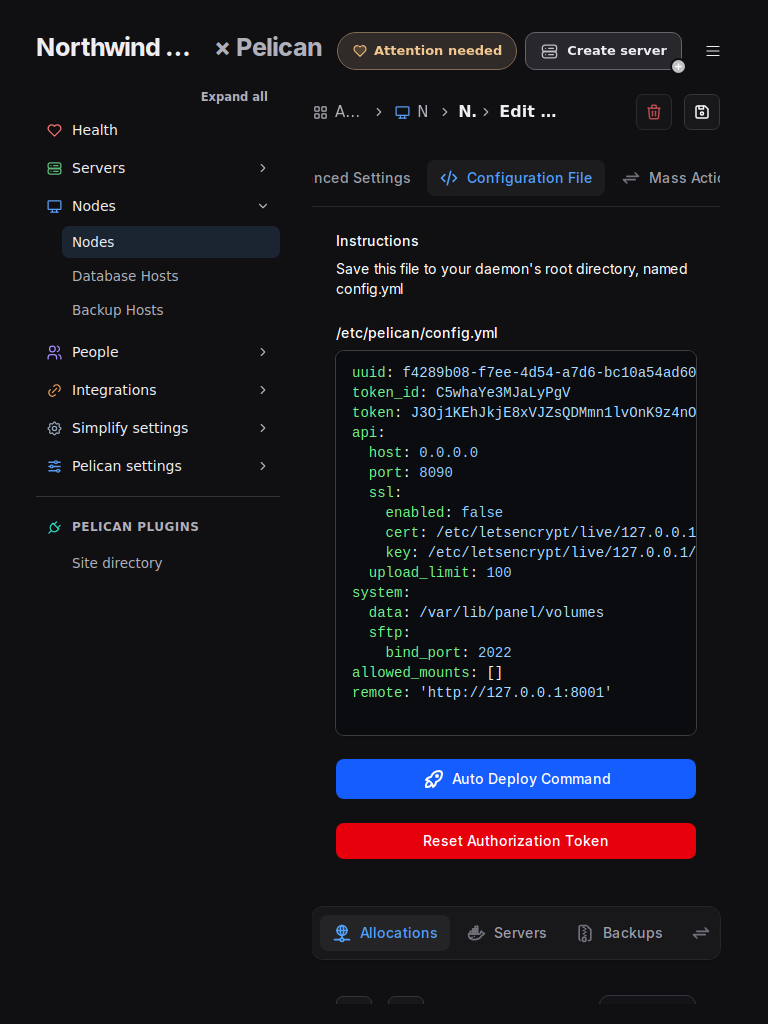 Northwind ... × Pelican
Attention needed
Create server
Expand all
Health
Servers
Nodes
Nodes
Database Hosts
Backup Hosts
People
Integrations
Simplify settings
Pelican settings
PELICAN PLUGINS
Site directory
A... > N > N. > Edit ...
nced Settings
Configuration File
Mass Actio
Instructions
Save this file to your daemon's root directory, named
config.yml
/etc/pelican/config.yml
uuid: f4289b08-f7ee-4d54-a7d6-bc10a54ad60
token_id: C5whaYe3MJaLyPgV
token: J3Oj1KEhJkjE8xVJZsQDMmn1lvOnK9z4nO
api:
  host: 0.0.0.0
  port: 8090
  ssl:
    enabled: false
    cert: /etc/letsencrypt/live/127.0.0.1
    key: /etc/letsencrypt/live/127.0.0.1/
  upload_limit: 100
system:
  data: /var/lib/panel/volumes
  sftp:
    bind_port: 2022
allowed_mounts: []
remote: 'http://127.0.0.1:8001'
Auto Deploy Command
Reset Authorization Token
Allocations
Servers
Backups